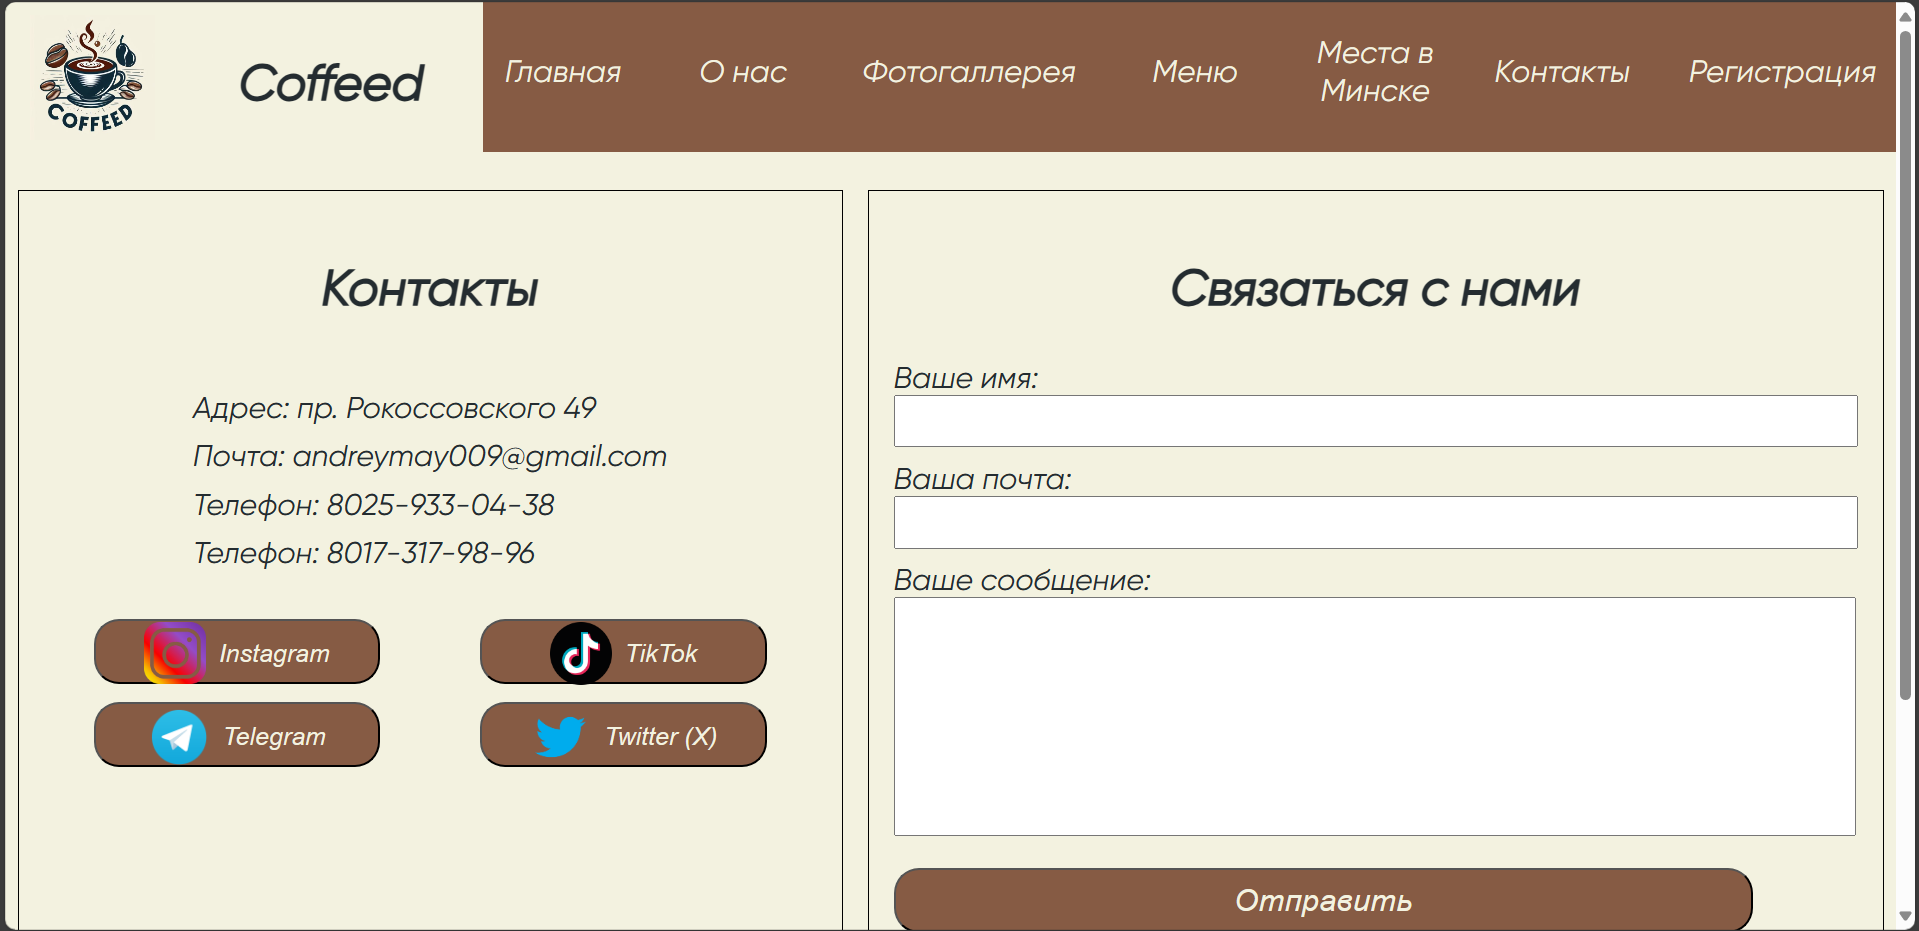 COFFEED
Coffeed
Главная
О нас
Фотогаллерея
Меню
Места в
Минске
Контакты
Регистрация
Контакты
Адрес: пр. Рокоссовского 49
Почта: andreymay009@gmail.com
Телефон: 8025-933-04-38
Телефон: 8017-317-98-96
Instagram
TikTok
Telegram
Twitter (X)
Связаться с нами
Ваше имя:
Ваша почта:
Ваше сообщение:
Отправить